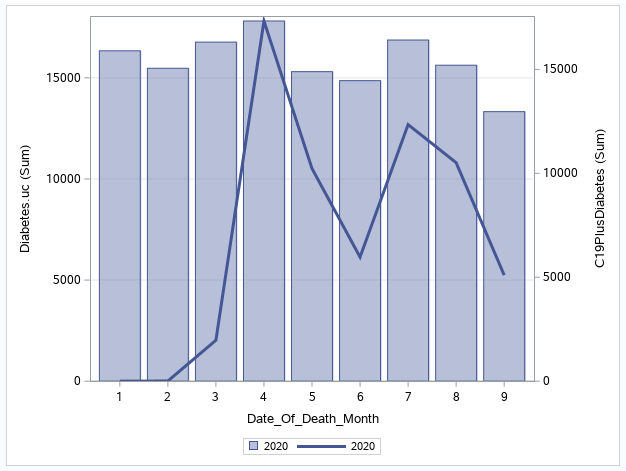 15000
10000
5000
0
Diabetes uc (Sum)
15000
10000
5000
0
C19PlusDiabetes (Sum)
1 2 3 4 5 6 7 8 9
Date_Of_Death_Month
2020 2020